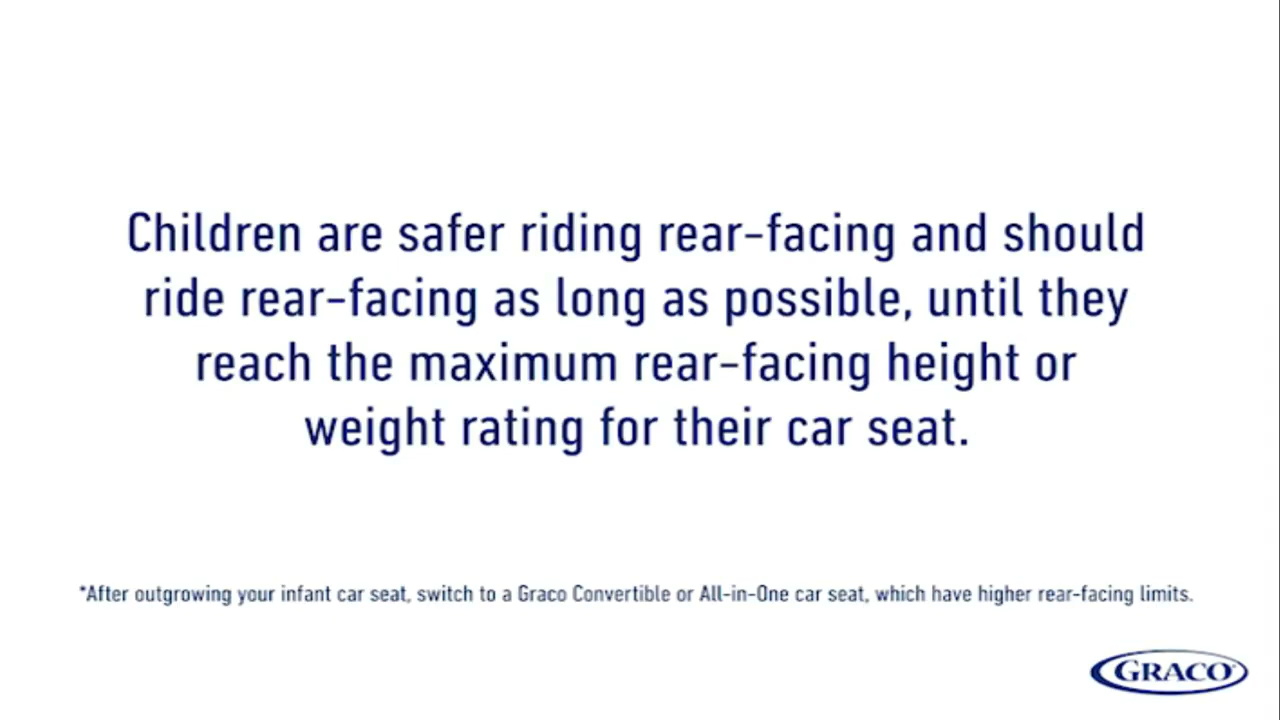 Children are safer riding rear-facing and should
ride rear-facing as long as possible, until they
reach the maximum rear-facing height or
weight rating for their car seat.
*After outgrowing your infant car seat, switch to a Graco Convertible or All-in-One car seat, which have higher rear-facing limits.
GRACO